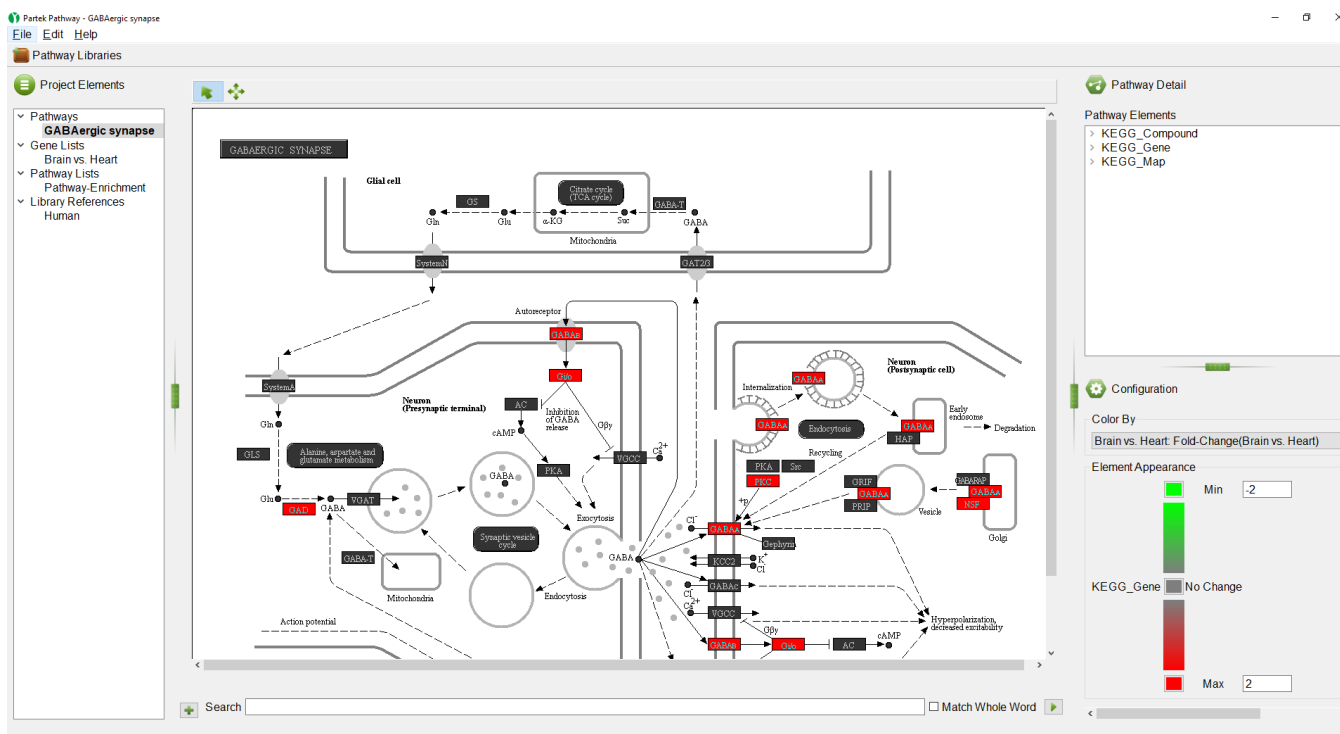 Partek Pathway - GABAergic synapse
File Edit Help
Pathway Libraries
Project Elements
Pathways
GABAergic synapse
Gene Lists
Brain vs. Heart
Pathway Lists
Pathway-Enrichment
Library References
Human
GABAERGIC SYNAPSE
Glial cell
Citrate cycle
(TCA cycle)
GS
GABA-T
Gln
Glu
α-KG
Suc
GABA
Mitochondria
SystemN
GAT2/3
Autoreceptor
GABAB
Gi/o
SystemA
Neuron
(Presynaptic terminal)
AC
Inhibition
of GABA
release
Gβγ
cAMP
VGCC
Ca2+
PKA
Gln
GLS
Alanine, aspartate and
glutamate metabolism
Glu
GAD
GABA
VGAT
GABA
Exocytosis
Synaptic vesicle
cycle
GABA-T
Mitochondria
GABA
Endocytosis
Action potential
Neuron
(Postsynaptic cell)
Internalization
GABAA
GABAA
Endocytosis
GABAA
HAP
Early
endosome
Degradation
Recycling
PKA
Src
PKC
+p
GRIF
GABAA
PRIP
Vesicle
GABARAP
GABAA
NSF
Golgi
Cl-
GABAA
Gephyrin
KCC2
K+
Cl-
GABAC
Cl-
Ca2+
VGCC
Gβγ
Hyperpolarization,
decreased excitability
GABAB
Gi/o
AC
cAMP
Search
Match Whole Word
Pathway Detail
Pathway Elements
KEGG_Compound
KEGG_Gene
KEGG_Map
Configuration
Color By
Brain vs. Heart: Fold-Change(Brain vs. Heart)
Element Appearance
Min -2
KEGG_Gene No Change
Max 2